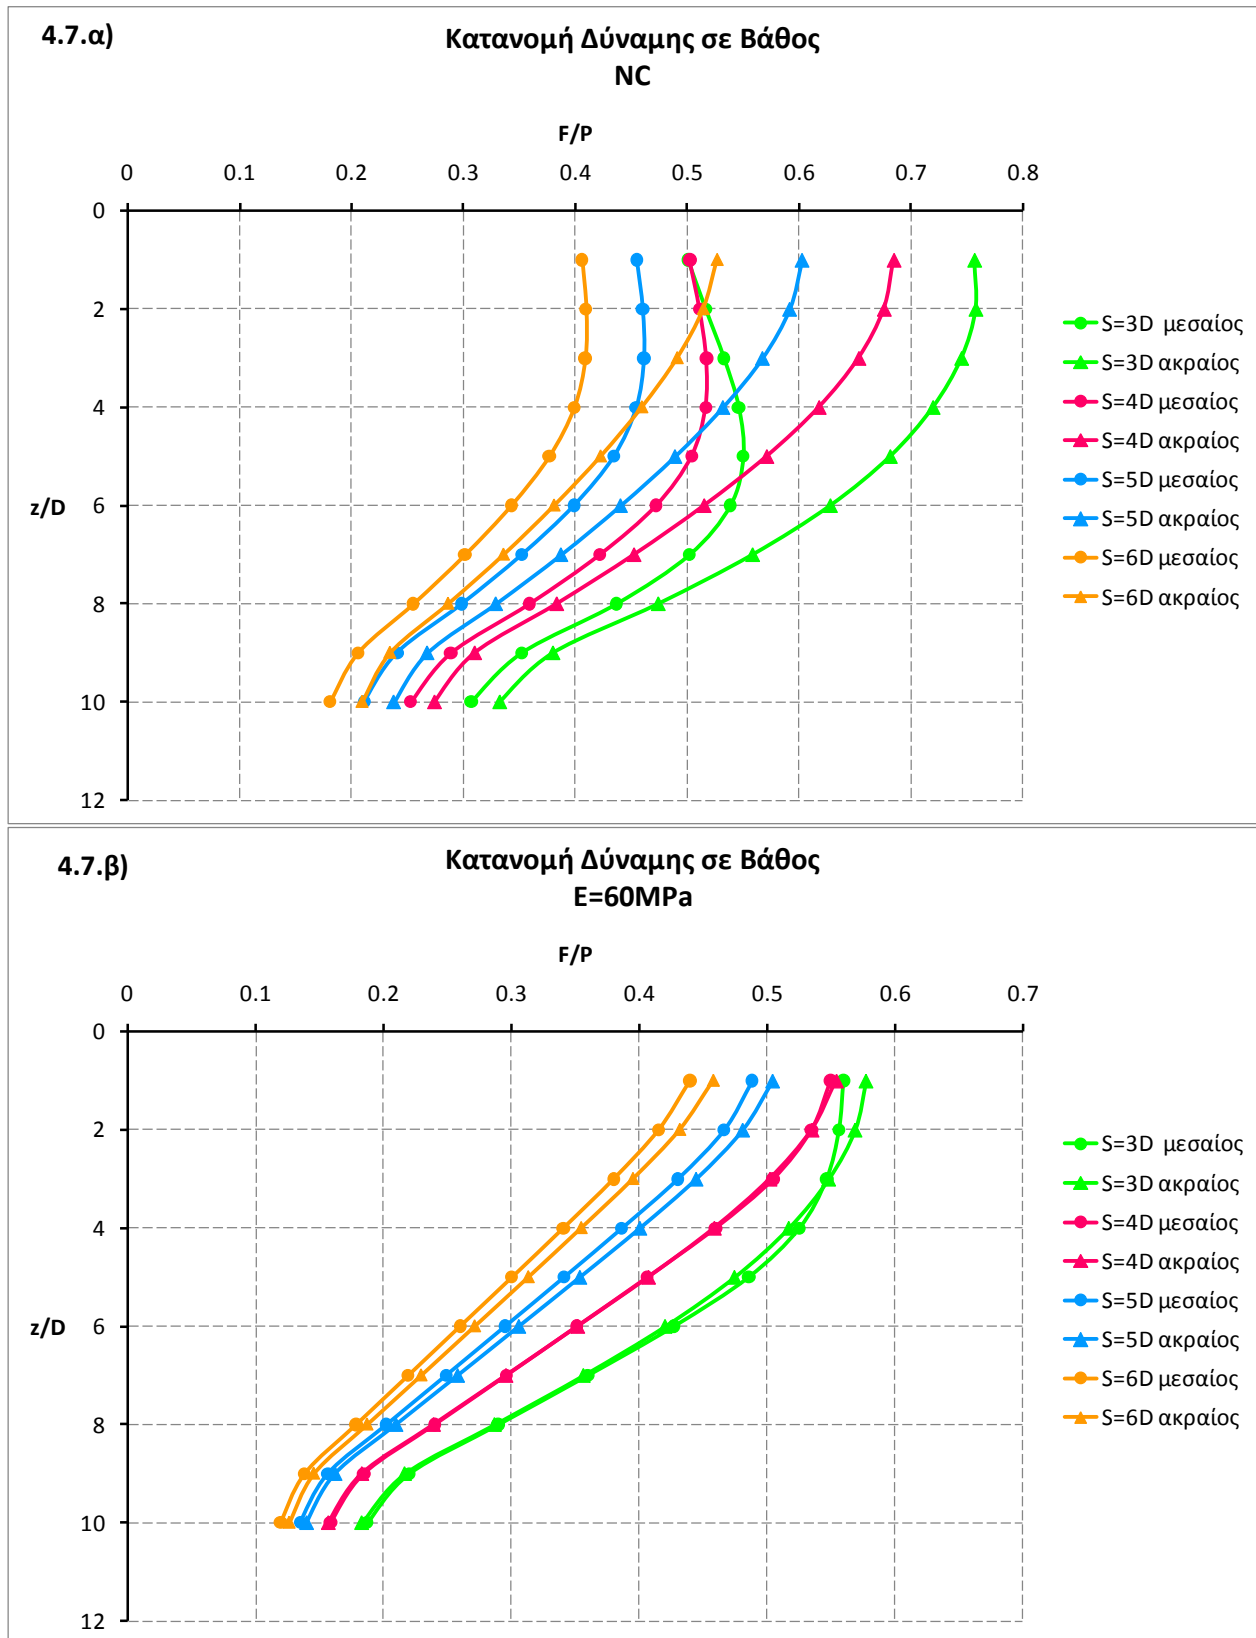 4.7.α)
Κατανομή Δύναμης σε Βάθος
NC
F/P
0 0.1 0.2 0.3 0.4 0.5 0.6 0.7 0.8
0
2
4
6
8
10
12
z/D
S=3D μεσαίος
S=3D ακραίος
S=4D μεσαίος
S=4D ακραίος
S=5D μεσαίος
S=5D ακραίος
S=6D μεσαίος
S=6D ακραίος
4.7.β)
Κατανομή Δύναμης σε Βάθος
E=60MPa
F/P
0 0.1 0.2 0.3 0.4 0.5 0.6 0.7
0
2
4
6
8
10
12
z/D
S=3D μεσαίος
S=3D ακραίος
S=4D μεσαίος
S=4D ακραίος
S=5D μεσαίος
S=5D ακραίος
S=6D μεσαίος
S=6D ακραίος